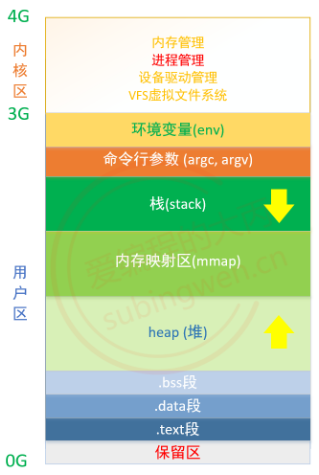 4G
内核区
内存管理
进程管理
设备驱动管理
VFS虚拟文件系统
3G
环境变量(env)
命令行参数 (argc, argv)
栈(stack)
内存映射区(mmap)
用户区
heap (堆)
.bss段
.data段
.text段
保留区
0G
subingwen.cn